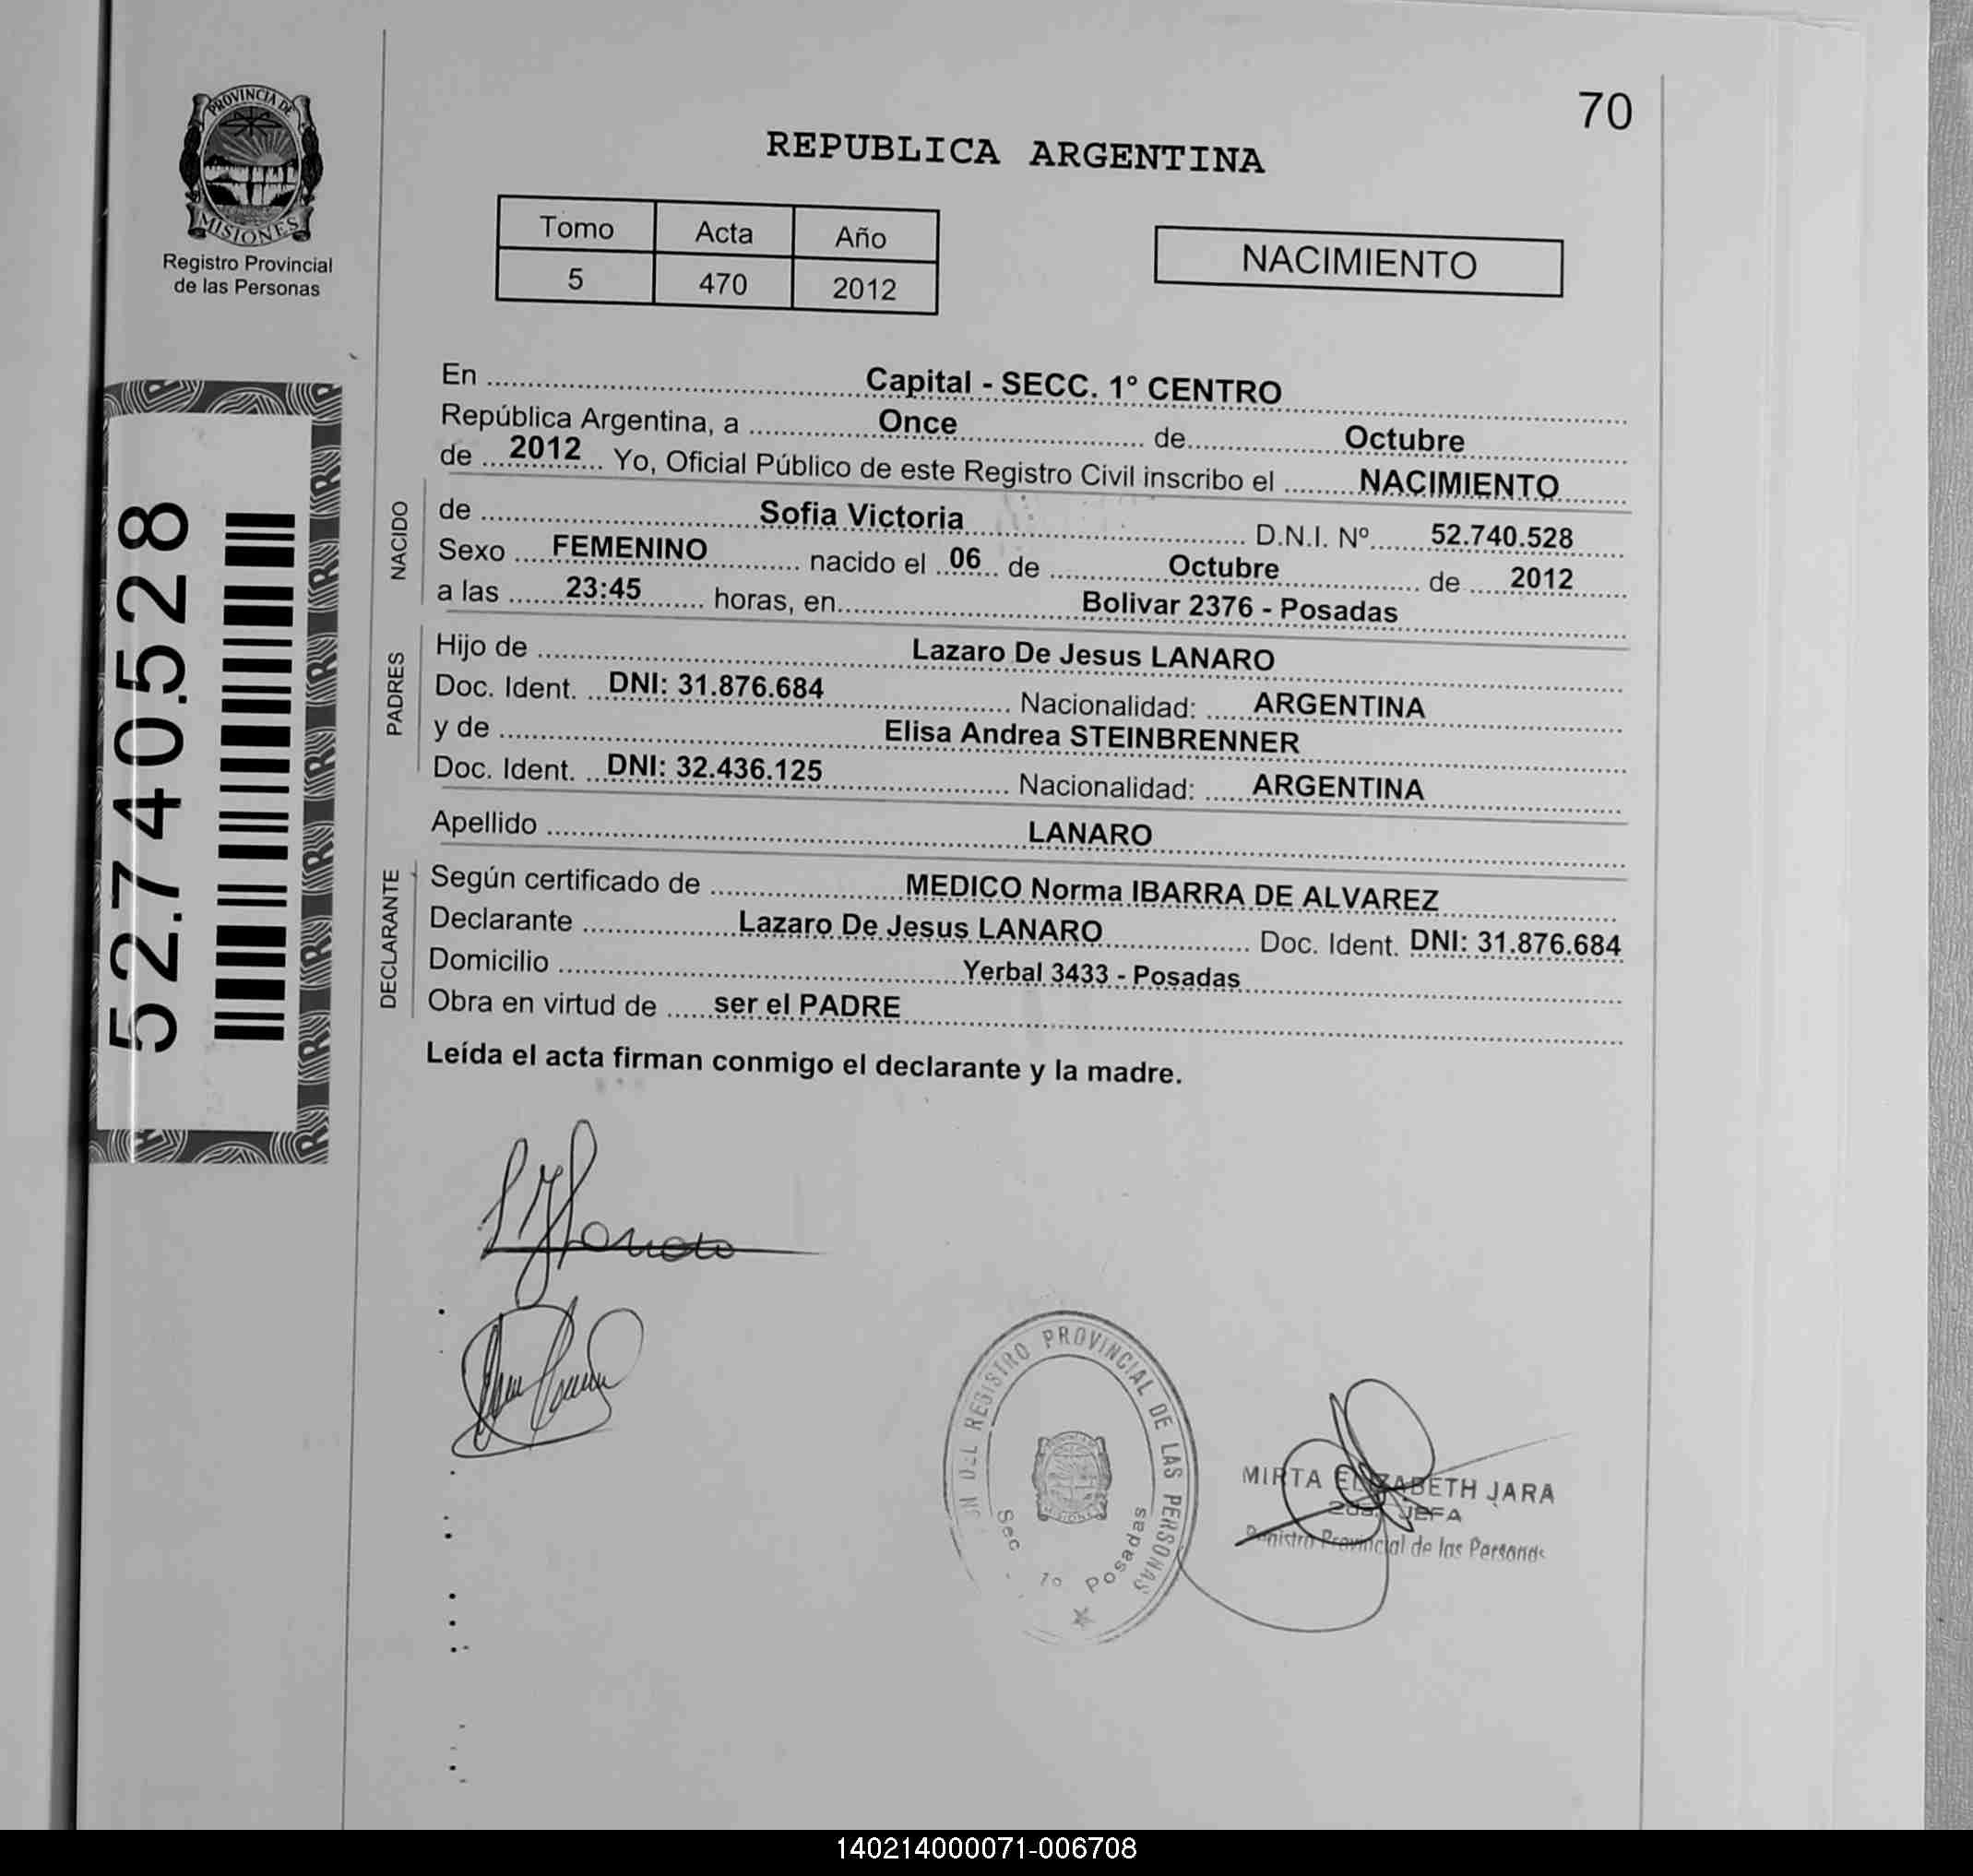 70
PROVINCIA DE
MISIONES
Registro Provincial
de las Personas
REPUBLICA ARGENTINA
Tomo Acta Año
5 470 2012
NACIMIENTO
En Capital - SECC. 1° CENTRO
República Argentina, a Once de Octubre
de 2012 Yo, Oficial Público de este Registro Civil inscribo el NACIMIENTO
NACIDO
de Sofia Victoria D.N.I. Nº 52.740.528
Sexo FEMENINO nacido el 06 de Octubre de 2012
a las 23:45 horas, en Bolivar 2376 - Posadas
PADRES
Hijo de Lazaro De Jesus LANARO
Doc. Ident. DNI: 31.876.684 Nacionalidad: ARGENTINA
y de Elisa Andrea STEINBRENNER
Doc. Ident. DNI: 32.436.125 Nacionalidad: ARGENTINA
Apellido LANARO
DECLARANTE
Según certificado de MEDICO Norma IBARRA DE ALVAREZ
Declarante Lazaro De Jesus LANARO Doc. Ident. DNI: 31.876.684
Domicilio Yerbal 3433 - Posadas
Obra en virtud de ser el PADRE
Leída el acta firman conmigo el declarante y la madre.
52.740.528
DEL REGISTRO PROVINCIAL DE LAS PERSONAS
Sec. 1º Posadas
MIRTA ELIZABETH JARA
JEFA
Registro Provincial de las Personas
140214000071-006708